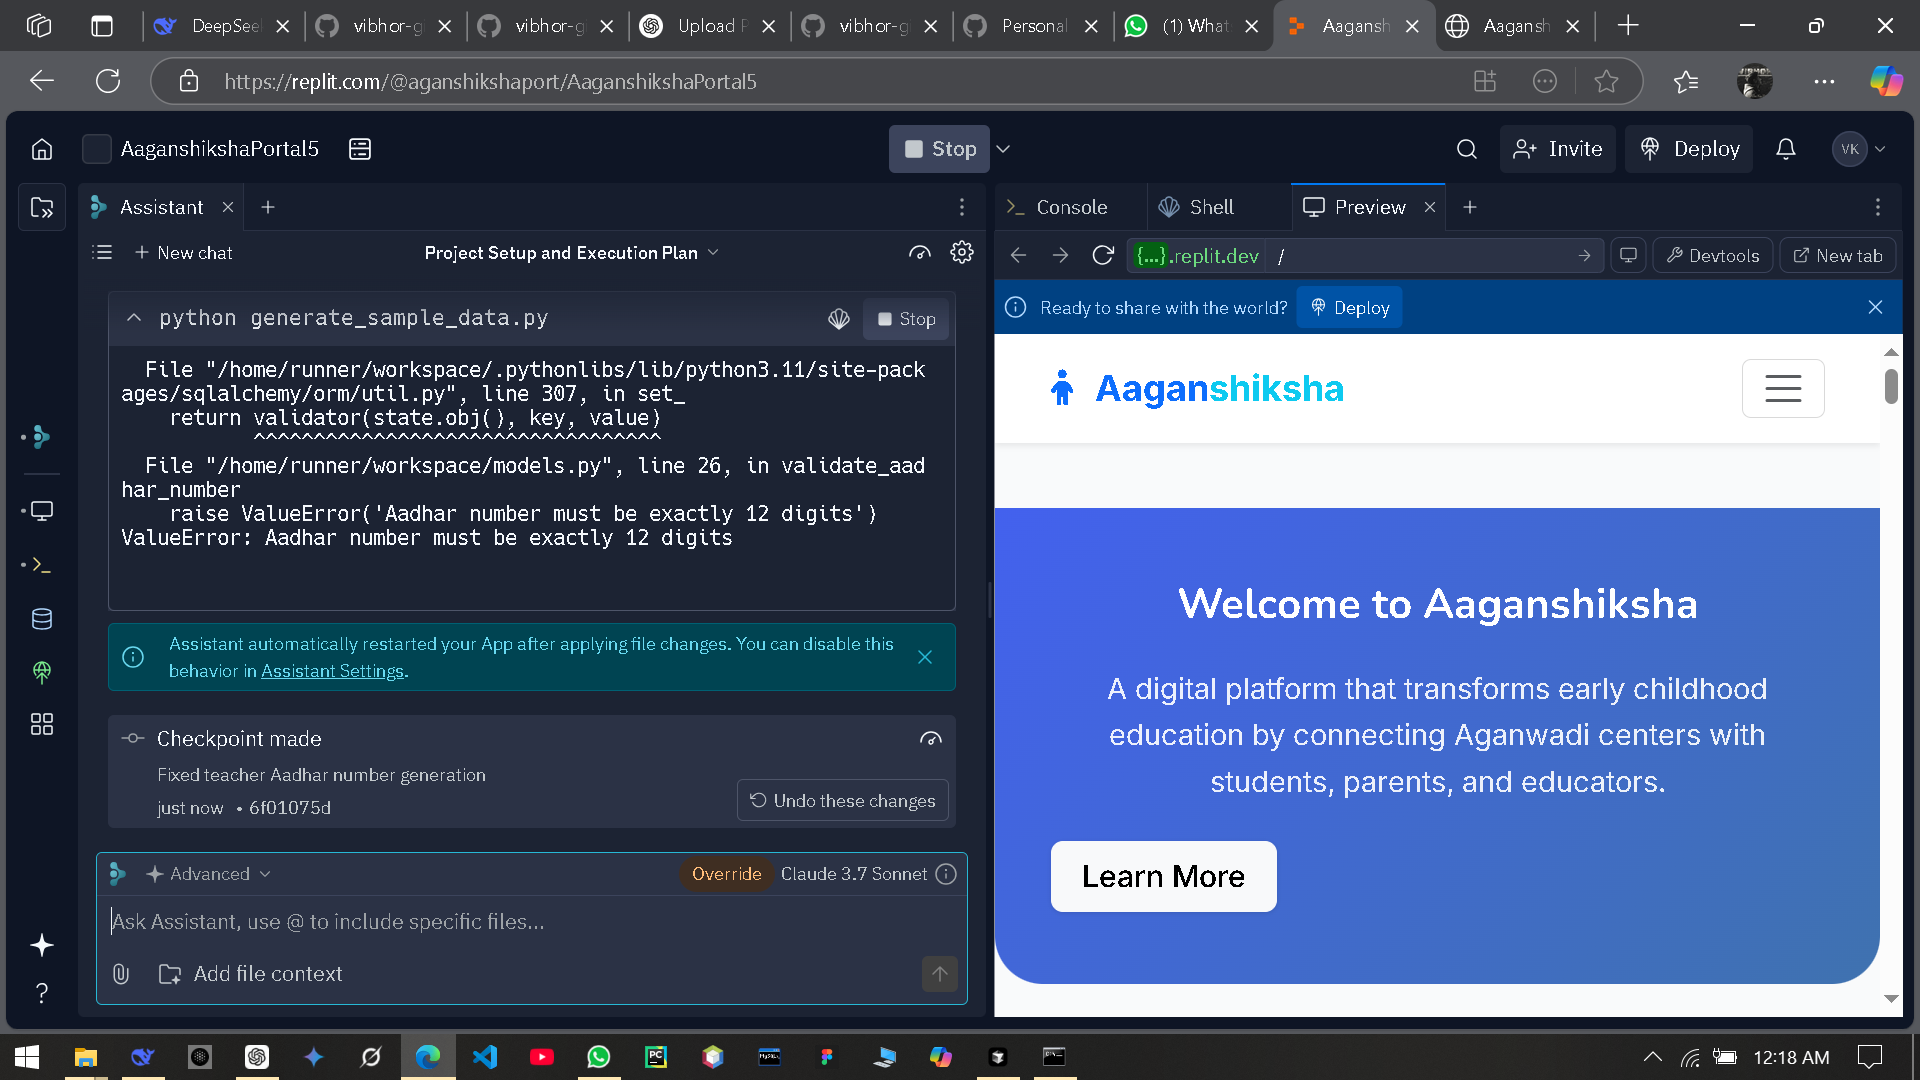 DeepSee
vibhor-g
vibhor-g
Upload F
vibhor-g
Personal
(1) What
Aagansh
Aagansh
https://replit.com/@aganshikshaport/AaganshikshaPortal5
AaganshikshaPortal5
Stop
Invite
Deploy
VK
Assistant
Console
Shell
Preview
New chat
Project Setup and Execution Plan
{...}.replit.dev
/
Devtools
New tab
Ready to share with the world?
Deploy
python generate_sample_data.py
Stop
File "/home/runner/workspace/.pythonlibs/lib/python3.11/site-pack
ages/sqlalchemy/orm/util.py", line 307, in set_
return validator(state.obj(), key, value)
^^^^^^^^^^^^^^^^^^^^^^^^^^^^^^^^^^
File "/home/runner/workspace/models.py", line 26, in validate_aad
har_number
raise ValueError('Aadhar number must be exactly 12 digits')
ValueError: Aadhar number must be exactly 12 digits
Assistant automatically restarted your App after applying file changes. You can disable this
behavior in Assistant Settings.
Checkpoint made
Fixed teacher Aadhar number generation
just now • 6f01075d
Undo these changes
Advanced
Override
Claude 3.7 Sonnet
Ask Assistant, use @ to include specific files...
Add file context
Aaganshiksha
Welcome to Aaganshiksha
A digital platform that transforms early childhood
education by connecting Aganwadi centers with
students, parents, and educators.
Learn More
12:18 AM